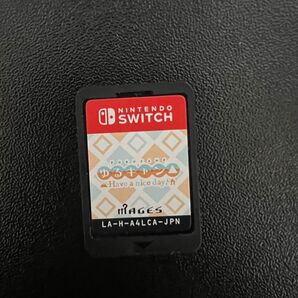 NINTENDO
SWITCH
ゆるキャン△
Have a nice day!
MAGES
LA-H-A4LCA-JPN